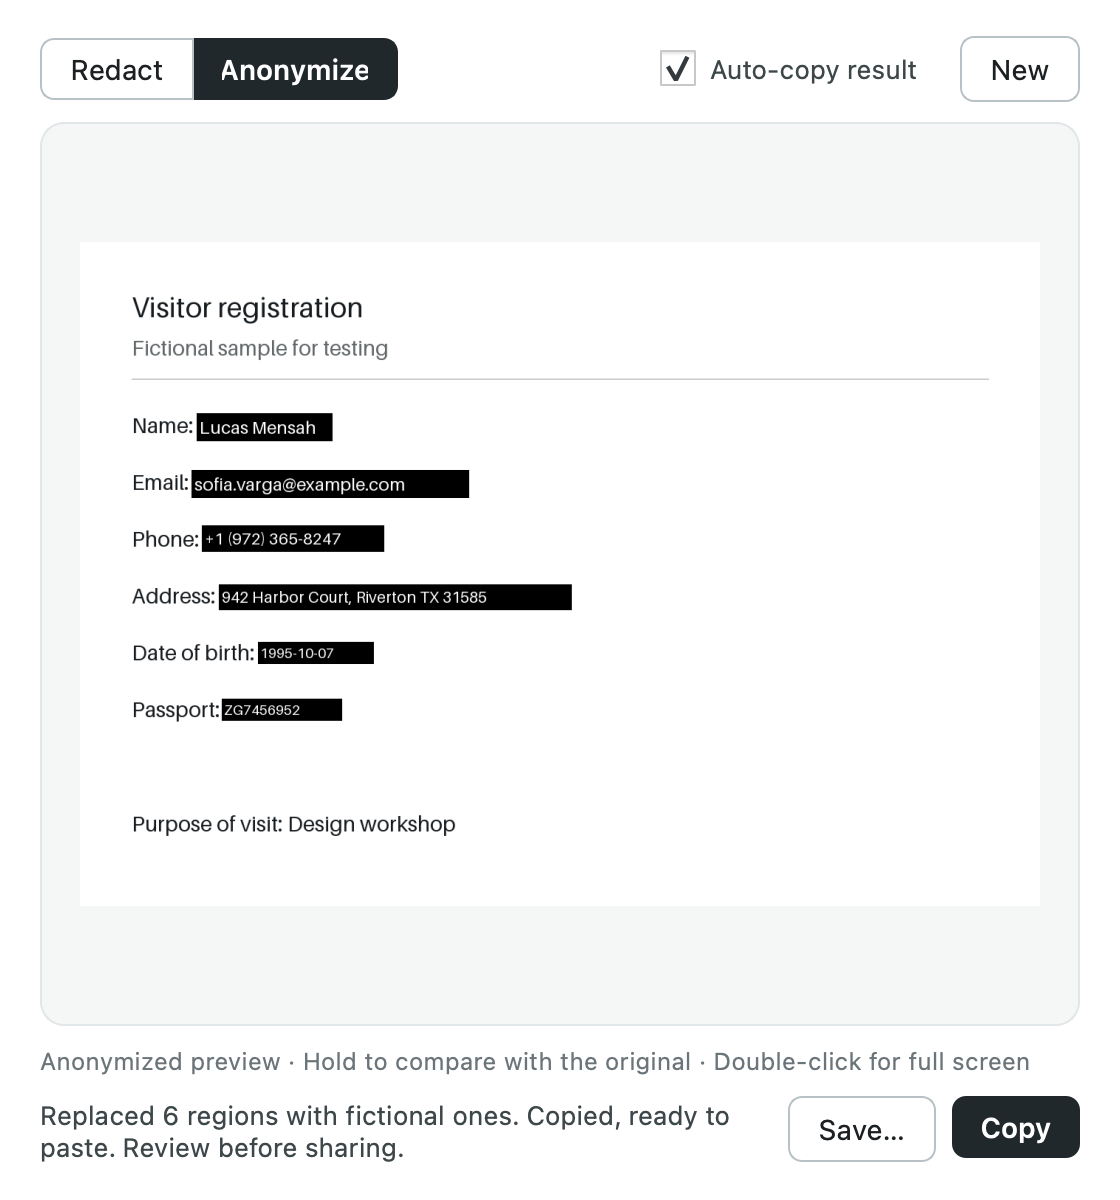 Redact
Anonymize
Auto-copy result
New
Visitor registration
Fictional sample for testing
Name: Lucas Mensah
Email: sofia.varga@example.com
Phone: +1 (972) 365-8247
Address: 942 Harbor Court, Riverton TX 31585
Date of birth: 1995-10-07
Passport: ZG7456952
Purpose of visit: Design workshop
Anonymized preview · Hold to compare with the original · Double-click for full screen
Replaced 6 regions with fictional ones. Copied, ready to
paste. Review before sharing.
Save...
Copy